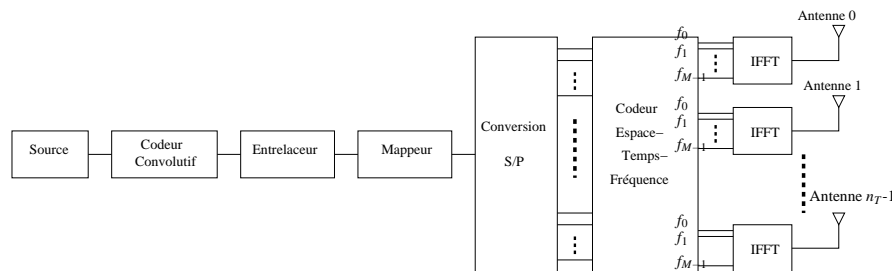 Source
Codeur
Convolutif
Entrelaceur
Mappeur
Conversion
S/P
Codeur
Espace–
Temps–
Fréquence
f0
f1
fM−1
IFFT
Antenne 0
f0
f1
fM−1
IFFT
Antenne 1
f0
f1
fM−1
IFFT
Antenne nT-1